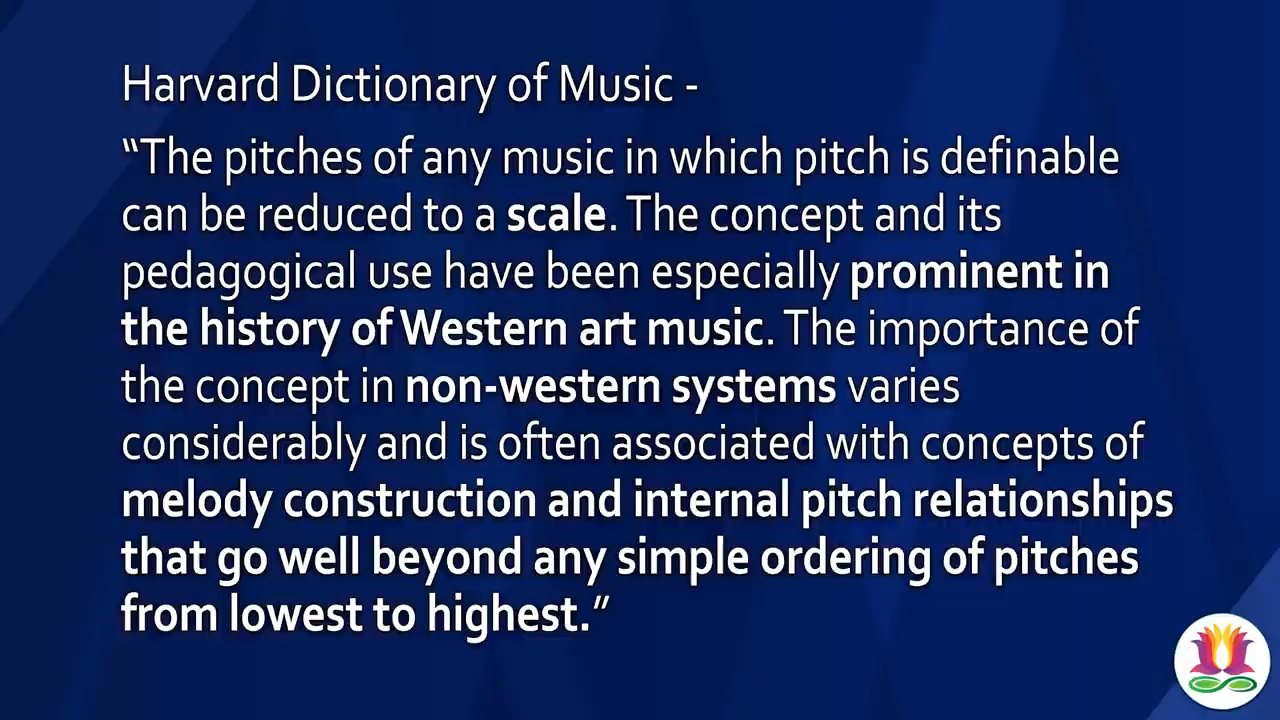 Harvard Dictionary of Music -
“The pitches of any music in which pitch is definable
can be reduced to a scale. The concept and its
pedagogical use have been especially prominent in
the history of Western art music. The importance of
the concept in non-western systems varies
considerably and is often associated with concepts of
melody construction and internal pitch relationships
that go well beyond any simple ordering of pitches
from lowest to highest.”